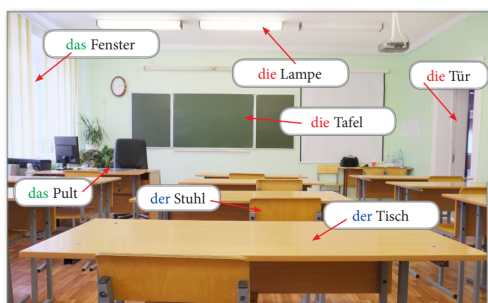 das Fenster
die Lampe
die Tür
die Tafel
das Pult
der Stuhl
der Tisch